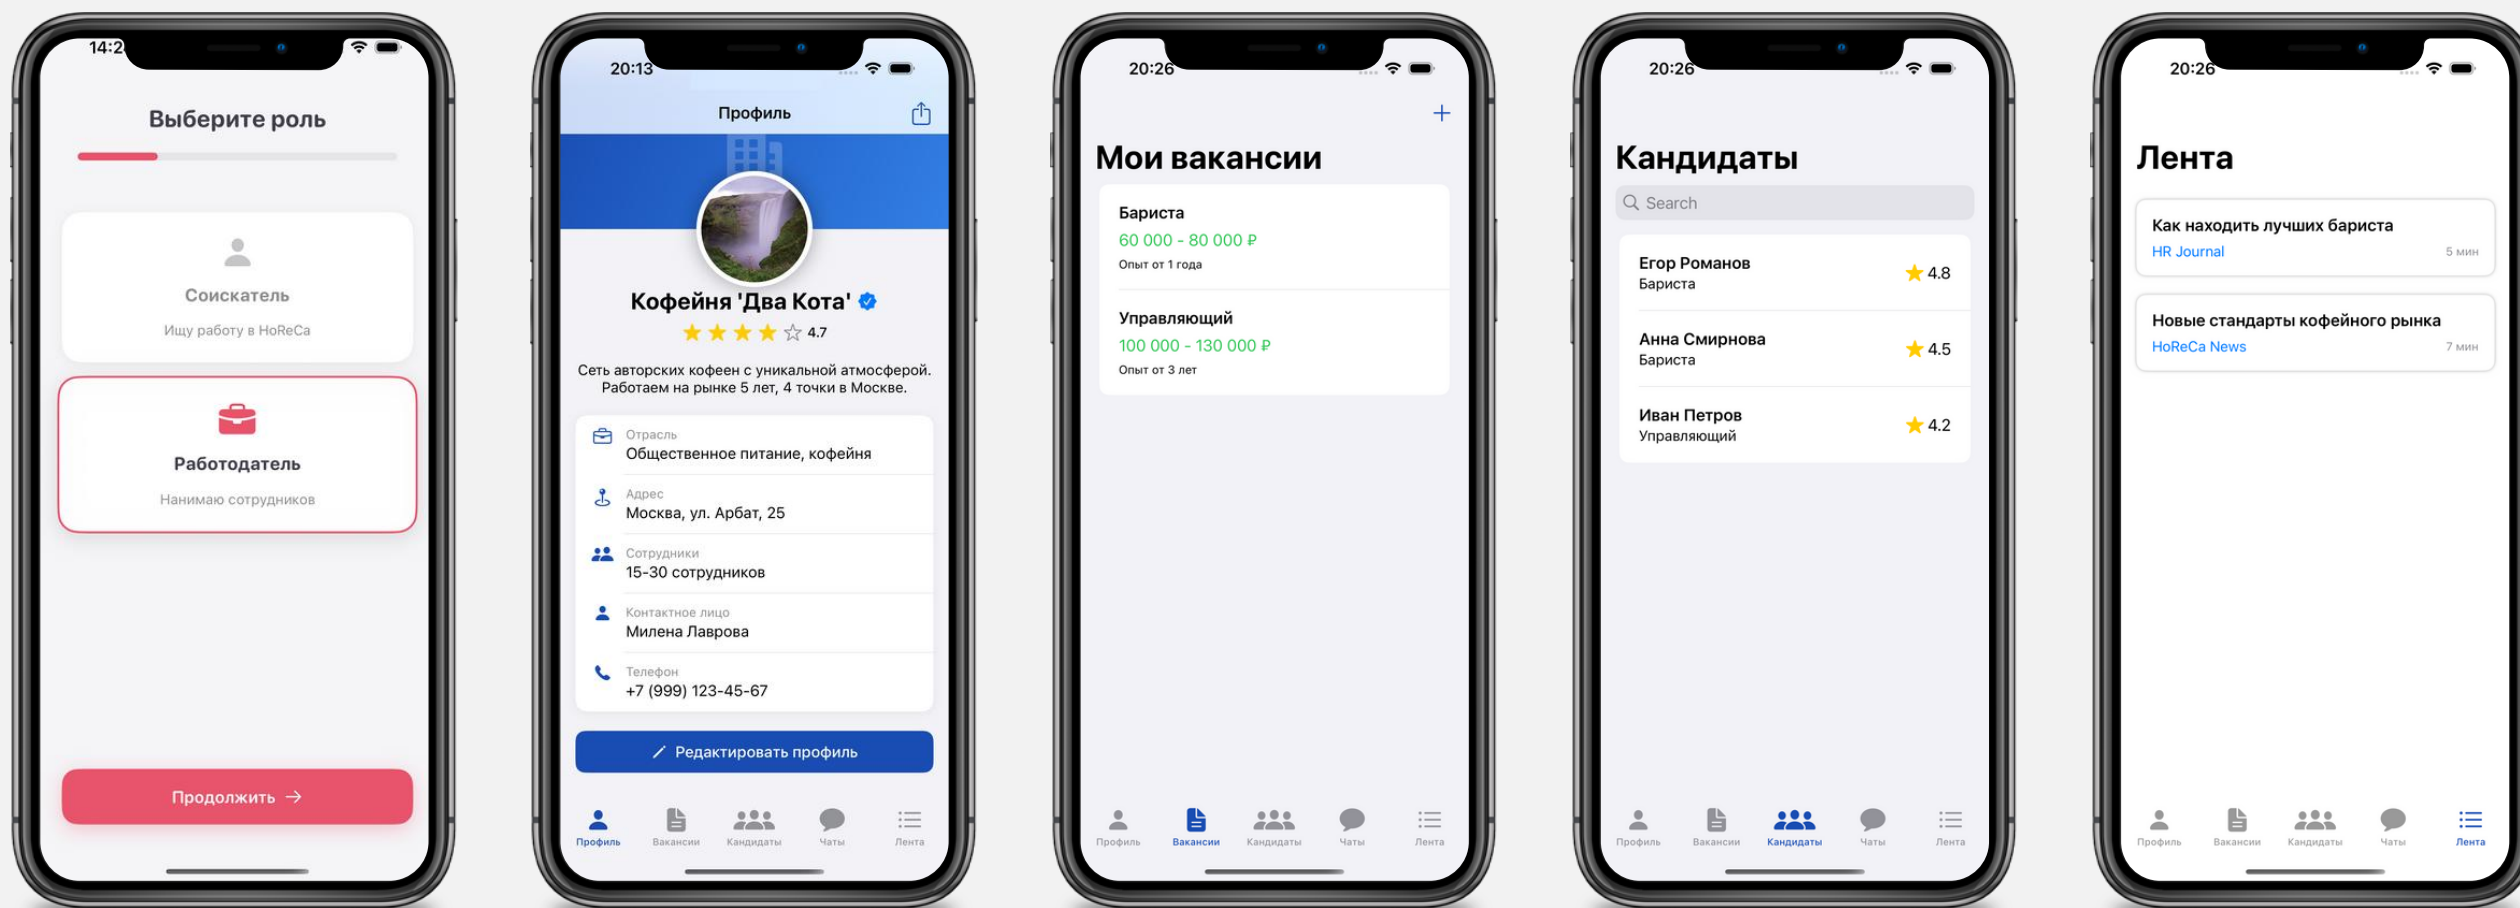 14:2
Выберите роль
Соискатель
Ищу работу в HoReCa
Работодатель
Нанимаю сотрудников
Продолжить →
20:13
Профиль
Кофейня 'Два Кота'
4.7
Сеть авторских кофеен с уникальной атмосферой.
Работаем на рынке 5 лет, 4 точки в Москве.
Отрасль
Общественное питание, кофейня
Адрес
Москва, ул. Арбат, 25
Сотрудники
15-30 сотрудников
Контактное лицо
Милена Лаврова
Телефон
+7 (999) 123-45-67
Редактировать профиль
Профиль Вакансии Кандидаты Чаты Лента
20:26
+
Мои вакансии
Бариста
60 000 - 80 000 ₽
Опыт от 1 года
Управляющий
100 000 - 130 000 ₽
Опыт от 3 лет
Профиль Вакансии Кандидаты Чаты Лента
20:26
Кандидаты
Search
Егор Романов
Бариста
4.8
Анна Смирнова
Бариста
4.5
Иван Петров
Управляющий
4.2
Профиль Вакансии Кандидаты Чаты Лента
20:26
Лента
Как находить лучших бариста
HR Journal 5 мин
Новые стандарты кофейного рынка
HoReCa News 7 мин
Профиль Вакансии Кандидаты Чаты Лента